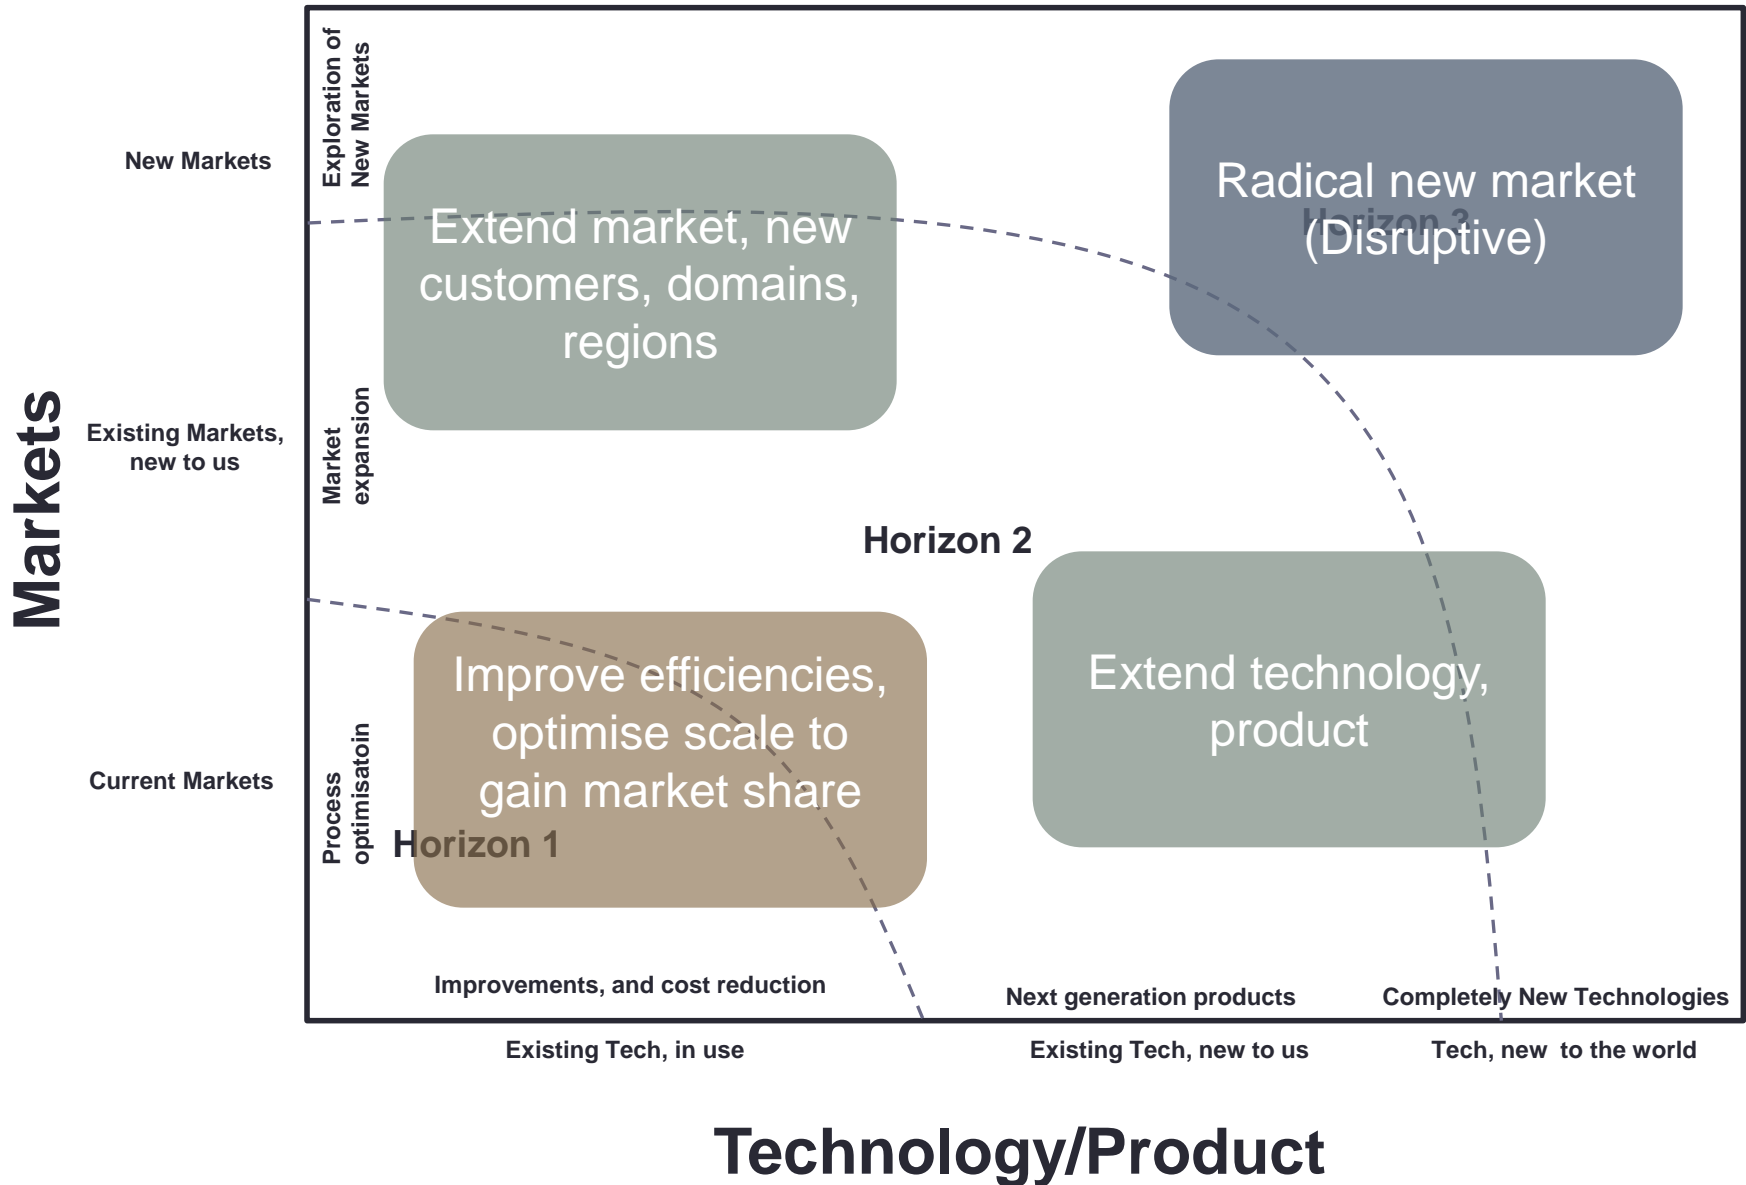 Exploration of
New Markets
New Markets
Extend market, new
customers, domains,
regions
Radical new market
(Disruptive)
Horizon 3
Markets
Existing Markets,
new to us
Market
expansion
Horizon 2
Improve efficiencies,
optimise scale to
gain market share
Extend technology,
product
Current Markets
Process
optimisatoin
Horizon 1
Improvements, and cost reduction
Next generation products
Completely New Technologies
Existing Tech, in use
Existing Tech, new to us
Tech, new  to the world
Technology/Product